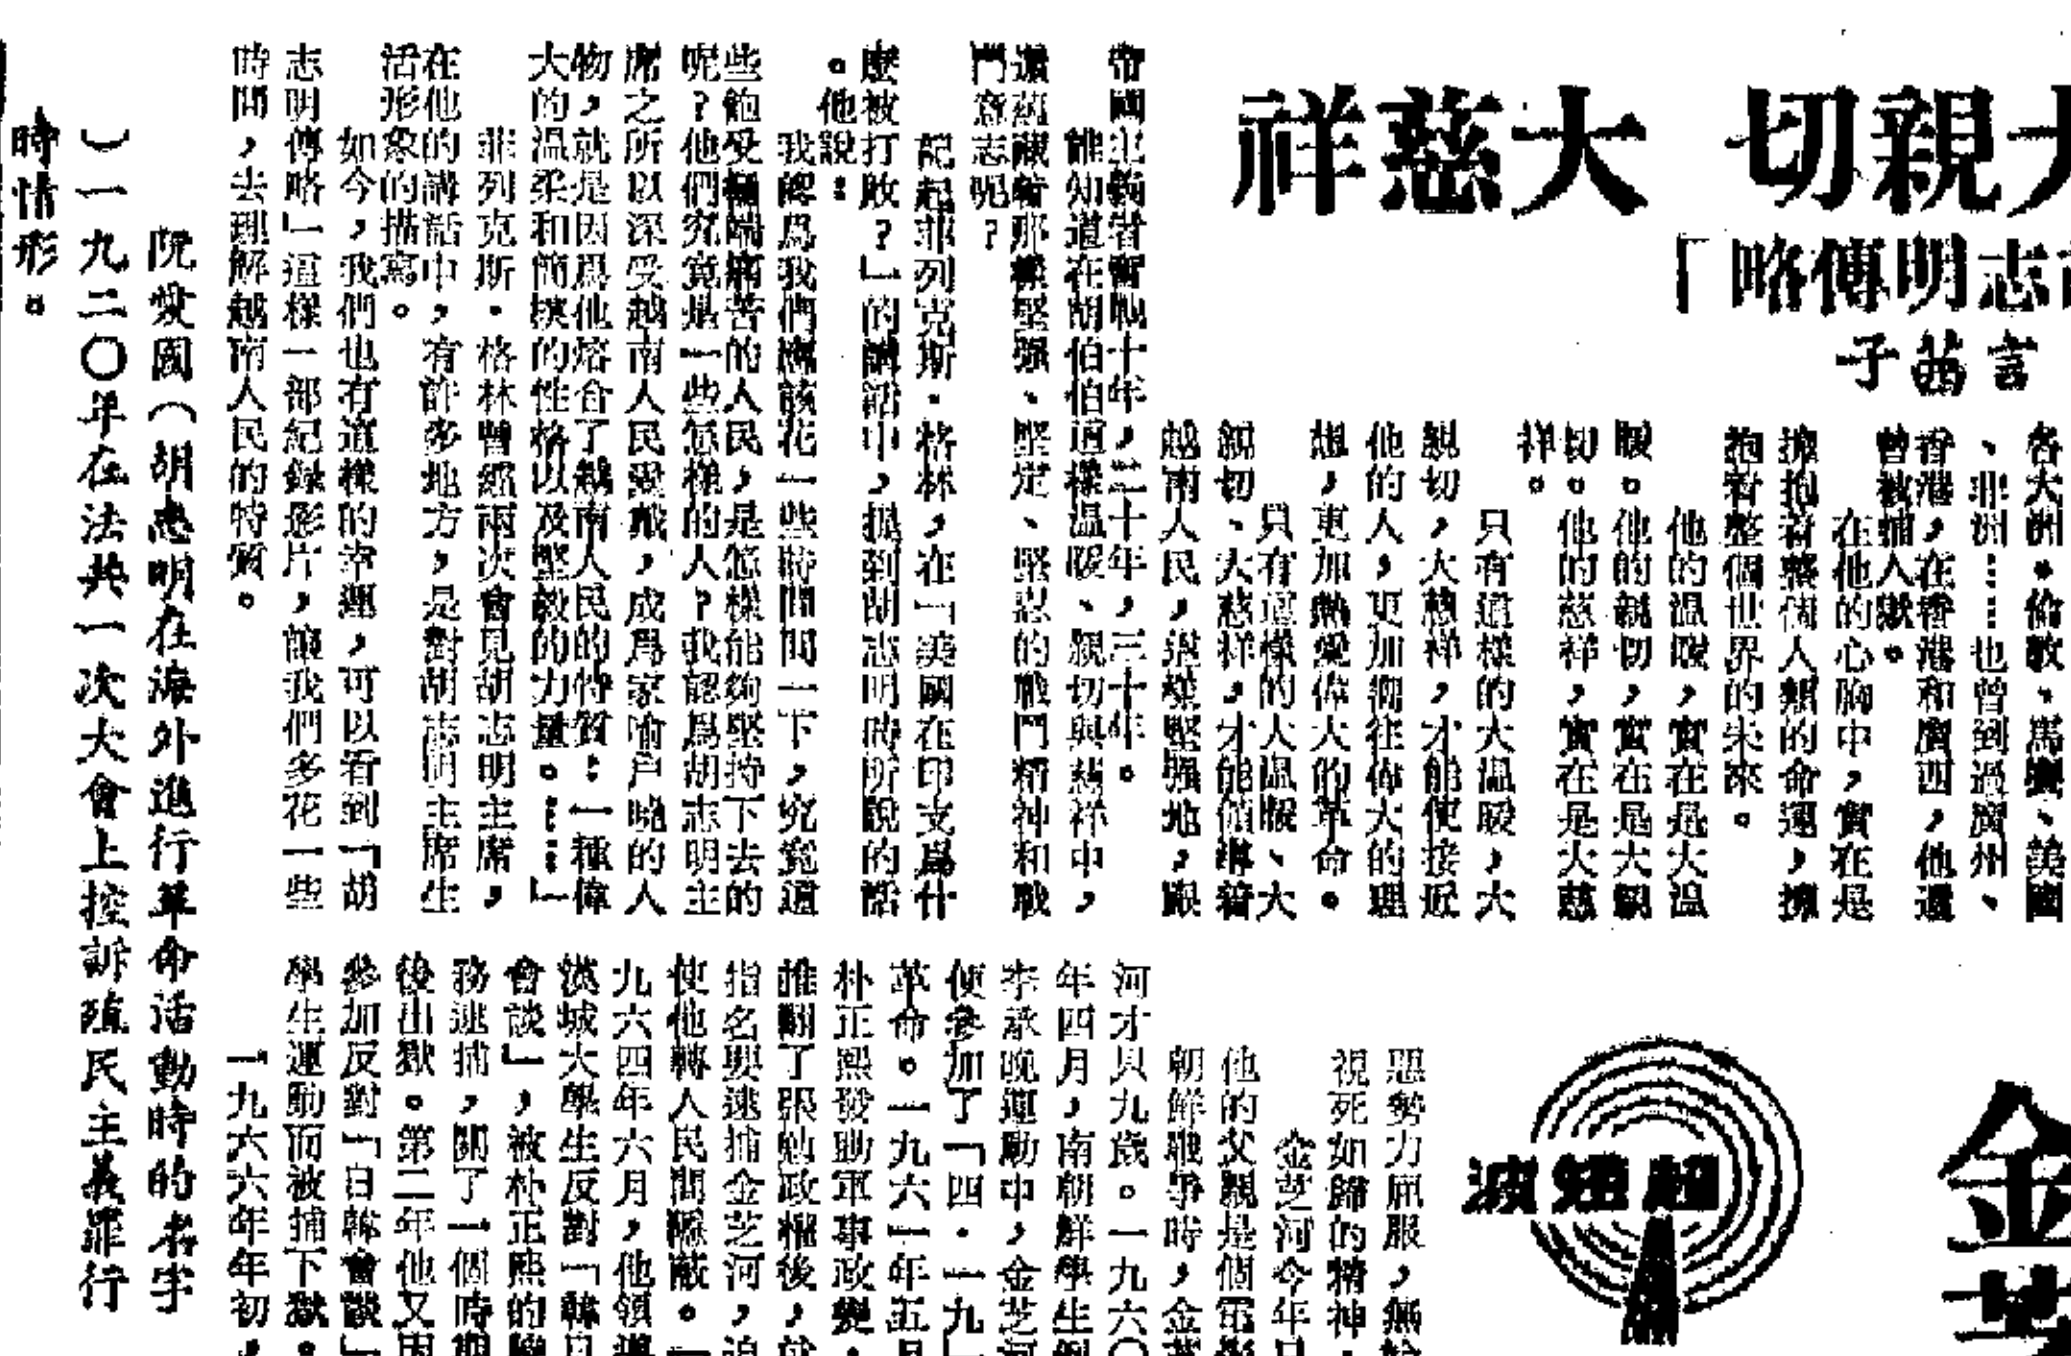 大親切 大慈祥
志明傳略」
言茜子
各大洲。倫敦、馬賽、美國
、非洲……也曾到過廣州、
香港,在香港和廣西,他還
曾被捕入獄。
在他的心胸中,實在是
擁抱着整個人類的命運,擁
抱着整個世界的未來。
他的溫暖,實在是大溫
暖。他的親切,實在是大親
切。他的慈祥,實在是大慈
祥。
只有這樣的大溫暖,大
親切,大慈祥,才能使接近
他的人,更加嚮往偉大的理
想,更加熱愛偉大的革命。
只有這樣的大溫暖、大
親切、大慈祥,才能領導着
越南人民,這樣堅强地,跟
帝國主義者奮戰十年,二十年,三十年。
誰知道在胡伯伯這樣溫暖、親切與慈祥中,
還蘊藏着那樣堅强、堅定、堅忍的戰鬥精神和戰
鬥意志呢?
記起菲列克斯·格林,在「美國在印支爲什
麽被打敗?」的講話中,提到胡志明時所說的話
。他說:
我認爲我們應該花一些時間問一下,究竟這
些飽受極端痛苦的人民,是怎樣能夠堅持下去的
呢?他們究竟是一些怎樣的人?我認爲胡志明主
席之所以深受越南人民愛戴,成爲家喻戶曉的人
物,就是因爲他熔合了越南人民的特質:一種偉
大的溫柔和簡樸的性格以及堅毅的力量。……」
菲列克斯·格林曾經兩次會見胡志明主席,
在他的講話中,有許多地方,是對胡志明主席生
活形象的描寫。
如今,我們也有這樣的幸運,可以看到「胡
志明傳略」這樣一部紀錄影片,讓我們多花一些
時間,去理解越南人民的特質。
阮愛國(胡志明在海外進行革命活動時的名字
)一九二〇年在法共一次大會上控訴殖民主義罪行
時情形。
超短波
金芝
惡勢力屈服,無
視死如歸的精神,
金芝河今年只
他的父親是個電影
朝鮮戰爭時,金芝
河才只九歲。一九六〇
年四月,南朝鮮學生倒
李承晚運動中,金芝河
便參加了「四·一九」
革命。一九六一年五月
朴正熙發動軍事政變,
推翻了張勉政權後,就
指名要逮捕金芝河,迫
使他轉入民間隱蔽。一
九六四年六月,他領導
漢城大學生反對「韓日
會談」,被朴正熙的
務逮捕,關了一個時期
後出獄。第二年他又因
參加反對「日韓會談」
學生運動而被捕下獄。
一九六六年年初,